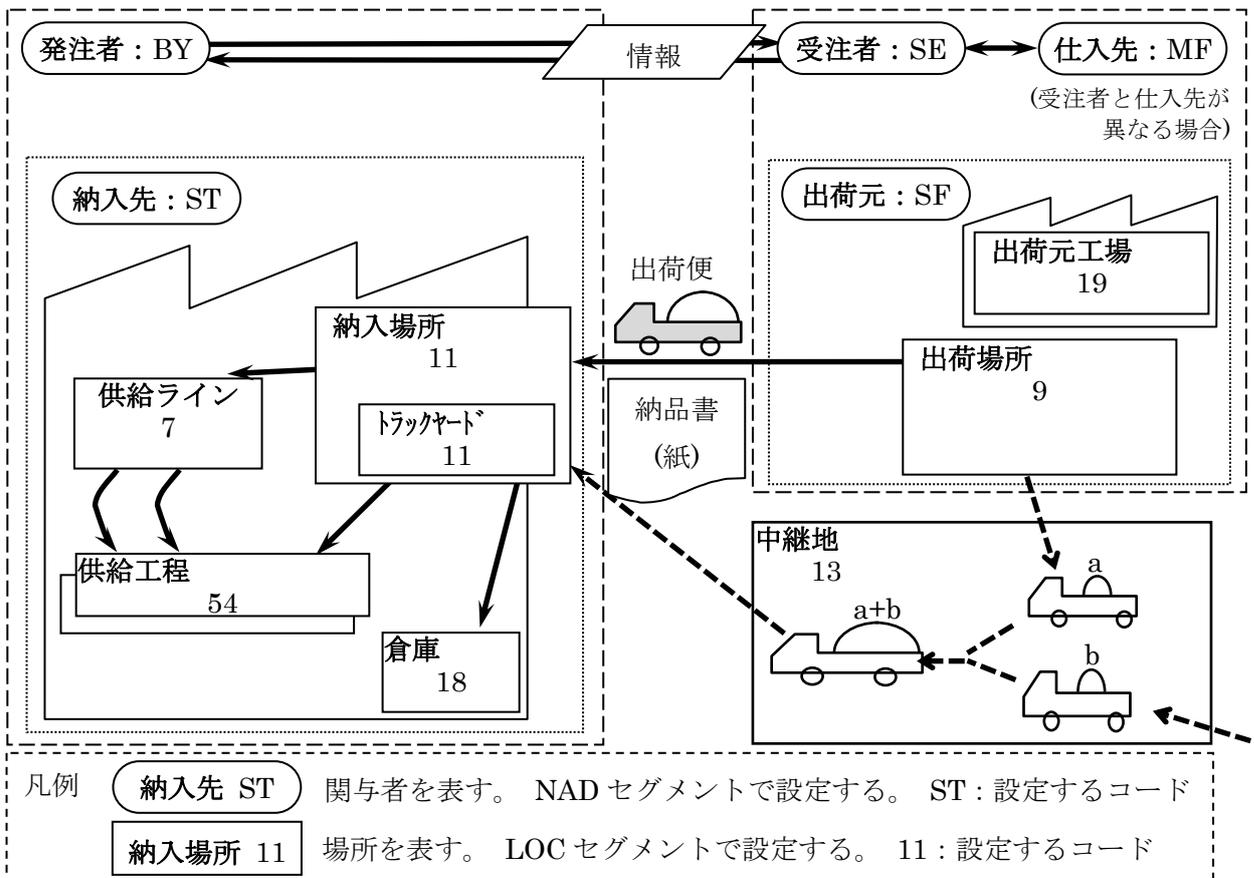 発注者：BY
情報
受注者：SE
仕入先：MF
(受注者と仕入先が
異なる場合)
納入先：ST
出荷元：SF
出荷元工場
19
出荷便
納入場所
11
出荷場所
9
供給ライン
7
ﾄﾗｯｸﾔｰﾄﾞ
11
納品書
(紙)
中継地
13
a
a+b
b
供給工程
54
倉庫
18
凡例
納入先 ST
関与者を表す。 NAD セグメントで設定する。 ST：設定するコード
納入場所 11
場所を表す。 LOC セグメントで設定する。 11：設定するコード